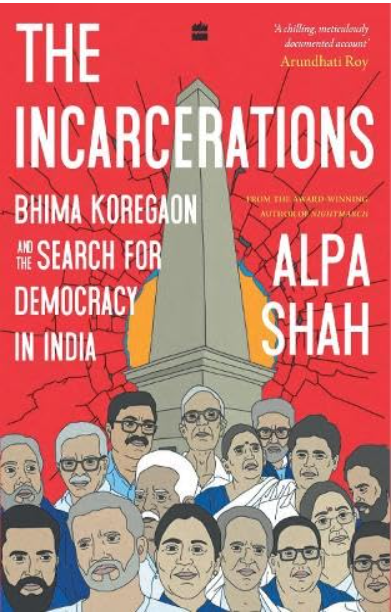 THE
'A chilling, meticulously
documented account'
Arundhati Roy
INCARCERATIONS
BHIMA KOREGAON
AND THE SEARCH FOR
DEMOCRACY
IN INDIA
FROM THE AWARD-WINNING
AUTHOR OF NIGHTMARCH
ALPA
SHAH